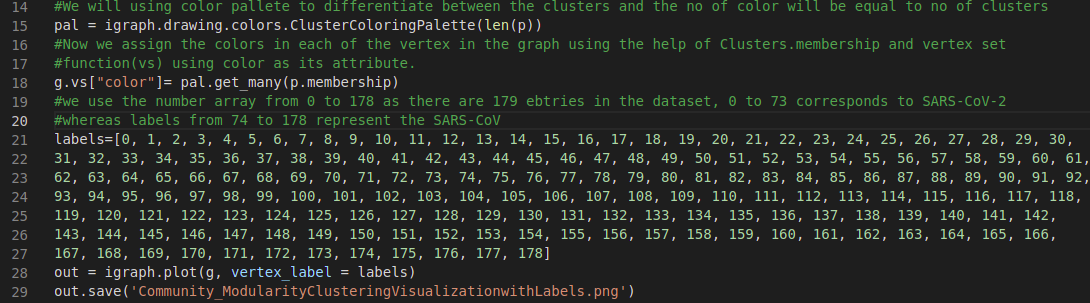 14 #We will using color pallete to differentiate between the clusters and the no of color will be equal to no of clusters
15 pal = igraph.drawing.colors.ClusterColoringPalette(len(p))
16 #Now we assign the colors in each of the vertex in the graph using the help of Clusters.membership and vertex set
17 #function(vs) using color as its attribute.
18 g.vs["color"]= pal.get_many(p.membership)
19 #we use the number array from 0 to 178 as there are 179 ebtries in the dataset, 0 to 73 corresponds to SARS-CoV-2
20 #whereas labels from 74 to 178 represent the SARS-CoV
21 labels=[0, 1, 2, 3, 4, 5, 6, 7, 8, 9, 10, 11, 12, 13, 14, 15, 16, 17, 18, 19, 20, 21, 22, 23, 24, 25, 26, 27, 28, 29, 30,
22 31, 32, 33, 34, 35, 36, 37, 38, 39, 40, 41, 42, 43, 44, 45, 46, 47, 48, 49, 50, 51, 52, 53, 54, 55, 56, 57, 58, 59, 60, 61,
23 62, 63, 64, 65, 66, 67, 68, 69, 70, 71, 72, 73, 74, 75, 76, 77, 78, 79, 80, 81, 82, 83, 84, 85, 86, 87, 88, 89, 90, 91, 92,
24 93, 94, 95, 96, 97, 98, 99, 100, 101, 102, 103, 104, 105, 106, 107, 108, 109, 110, 111, 112, 113, 114, 115, 116, 117, 118,
25 119, 120, 121, 122, 123, 124, 125, 126, 127, 128, 129, 130, 131, 132, 133, 134, 135, 136, 137, 138, 139, 140, 141, 142,
26 143, 144, 145, 146, 147, 148, 149, 150, 151, 152, 153, 154, 155, 156, 157, 158, 159, 160, 161, 162, 163, 164, 165, 166,
27 167, 168, 169, 170, 171, 172, 173, 174, 175, 176, 177, 178]
28 out = igraph.plot(g, vertex_label = labels)
29 out.save('Community_ModularityClusteringVisualizationwithLabels.png')